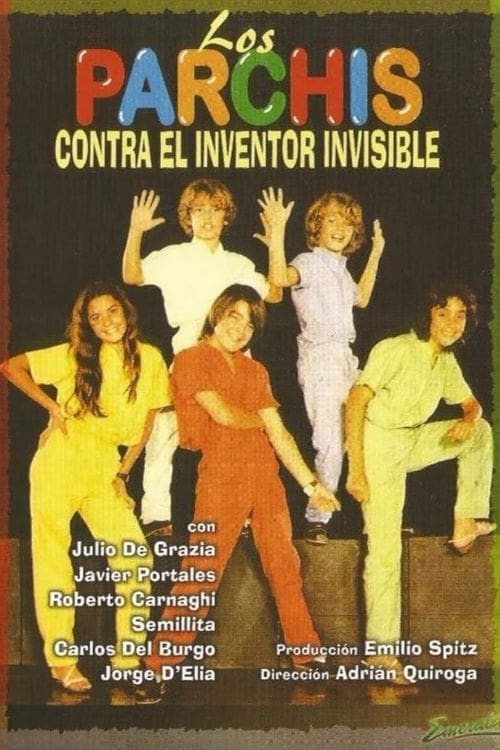 Los
PARCHIS
CONTRA EL INVENTOR INVISIBLE
con
Julio De Grazia
Javier Portales
Roberto Carnaghi
Semillita
Carlos Del Burgo
Jorge D'Elia
Producción Emilio Spitz
Dirección Adrián Quiroga